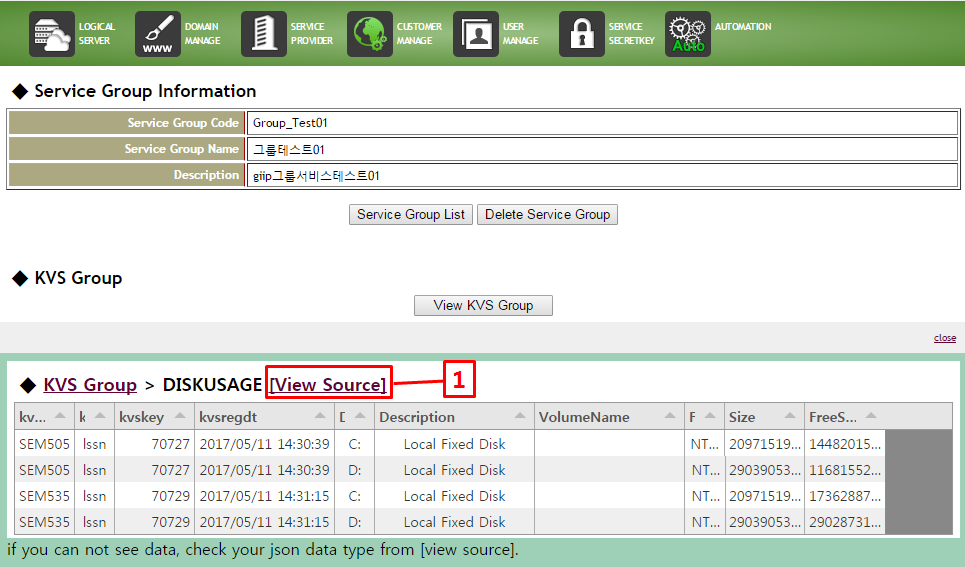 LOGICAL SERVER
DOMAIN MANAGE
SERVICE PROVIDER
CUSTOMER MANAGE
USER MANAGE
SERVICE SECRETKEY
AUTOMATION
www
Auto
◆ Service Group Information
Service Group Code Group_Test01
Service Group Name 그룹테스트01
Description giip그룹서비스테스트01
Service Group List Delete Service Group
◆ KVS Group
View KVS Group
close
◆ KVS Group > DISKUSAGE [View Source] 1
kv... k kvskey kvsregdt D Description VolumeName F Size FreeS...
SEM505 lssn 70727 2017/05/11 14:30:39 C: Local Fixed Disk NT... 20971519... 14482015...
SEM505 lssn 70727 2017/05/11 14:30:39 D: Local Fixed Disk NT... 29039053... 11681552...
SEM535 lssn 70729 2017/05/11 14:31:15 C: Local Fixed Disk NT... 20971519... 17362887...
SEM535 lssn 70729 2017/05/11 14:31:15 D: Local Fixed Disk NT... 29039053... 29028731...
if you can not see data, check your json data type from [view source].